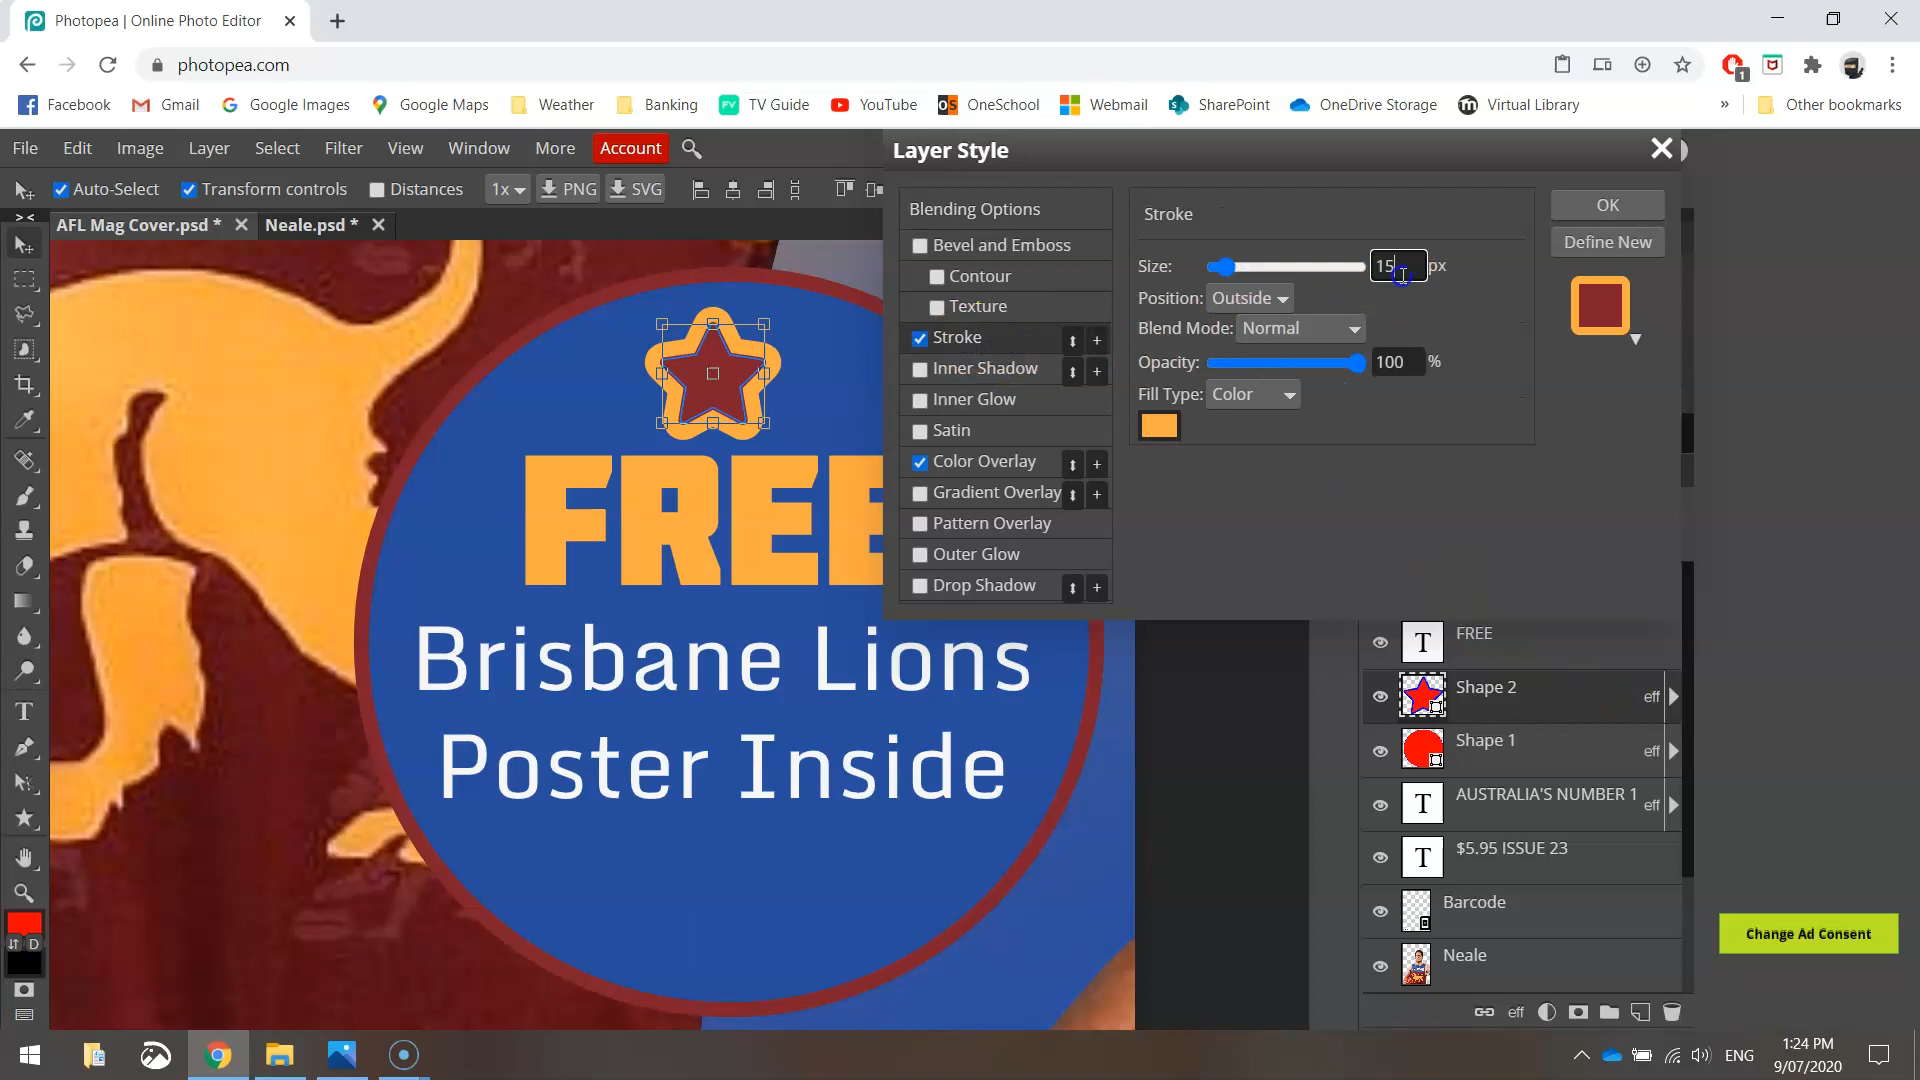 Photopea | Online Photo Editor
photopea.com
1
Facebook
Gmail
Google Images
Google Maps
Weather
Banking
TV Guide
YouTube
OneSchool
Webmail
SharePoint
OneDrive Storage
Virtual Library
»
Other bookmarks
File
Edit
Image
Layer
Select
Filter
View
Window
More
Account
Auto-Select
Transform controls
Distances
1x
PNG
SVG
AFL Mag Cover.psd *
Neale.psd *
Layer Style
Blending Options
Bevel and Emboss
Contour
Texture
Stroke
Inner Shadow
Inner Glow
Satin
Color Overlay
Gradient Overlay
Pattern Overlay
Outer Glow
Drop Shadow
Stroke
Size:
15
px
Position:
Outside
Blend Mode:
Normal
Opacity:
100
%
Fill Type:
Color
OK
Define New
FREE
Brisbane Lions
Poster Inside
FREE
Shape 2
eff
Shape 1
eff
AUSTRALIA'S NUMBER 1
eff
$5.95 ISSUE 23
Barcode
Neale
eff
D
Change Ad Consent
ENG
1:24 PM
9/07/2020